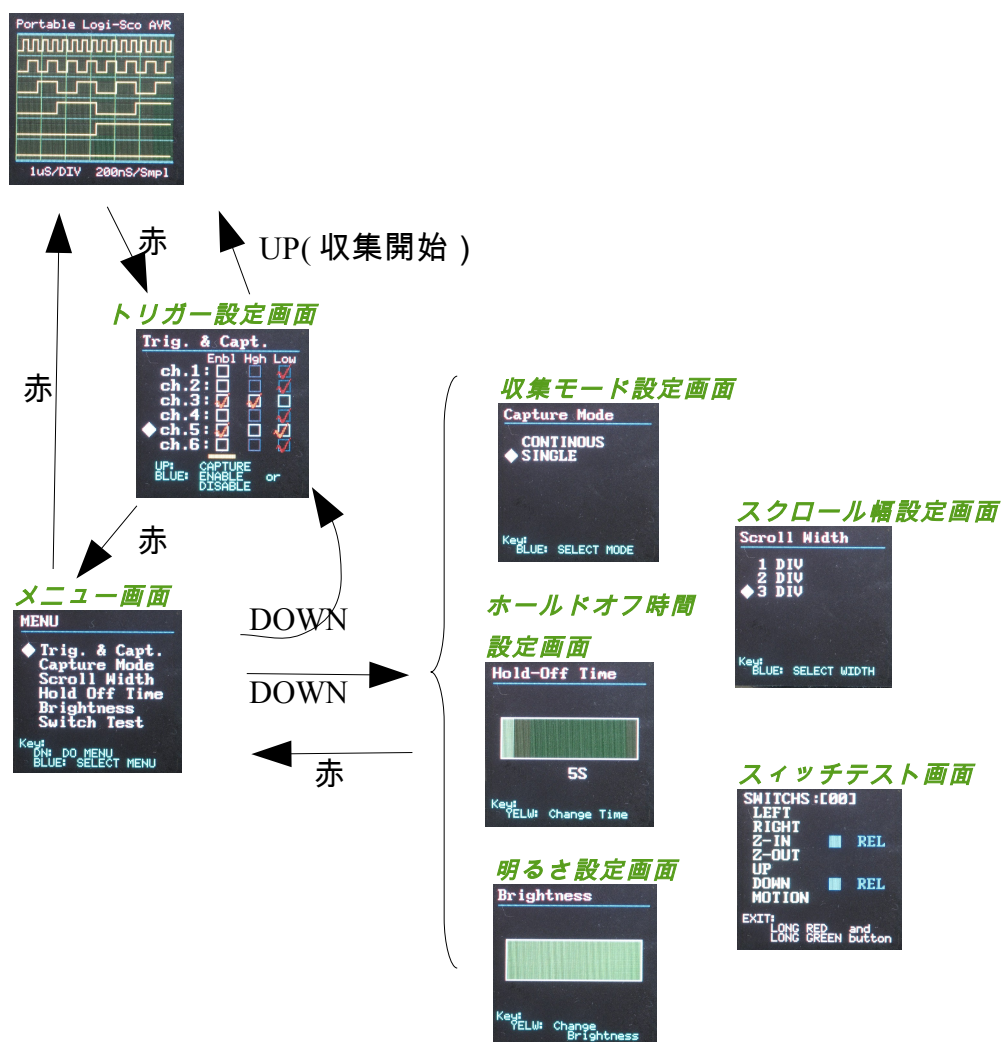 Portable Logi-Sco AVR
1uS/DIV 200nS/Smpl
赤
UP( 収集開始 )
トリガー設定画面
Trig. & Capt.
Enbl Hgh Low
ch.1:
ch.2:
ch.3:
ch.4:
ch.5:
ch.6:
UP: CAPTURE
BLUE: ENABLE or
DISABLE
赤
赤
メニュー画面
MENU
Trig. & Capt.
Capture Mode
Scroll Width
Hold Off Time
Brightness
Switch Test
Key:
DN: DO MENU
BLUE: SELECT MENU
DOWN
DOWN
赤
収集モード設定画面
Capture Mode
CONTINOUS
SINGLE
Key:
BLUE: SELECT MODE
スクロール幅設定画面
Scroll Width
1 DIV
2 DIV
3 DIV
Key:
BLUE: SELECT WIDTH
ホールドオフ時間
設定画面
Hold-Off Time
5S
Key:
YELW: Change Time
スィッチテスト画面
SWITCHS:[00]
LEFT
RIGHT
Z-IN REL
Z-OUT
UP
DOWN REL
MOTION
EXIT:
LONG RED and
LONG GREEN button
明るさ設定画面
Brightness
Key:
YELW: Change
Brightness